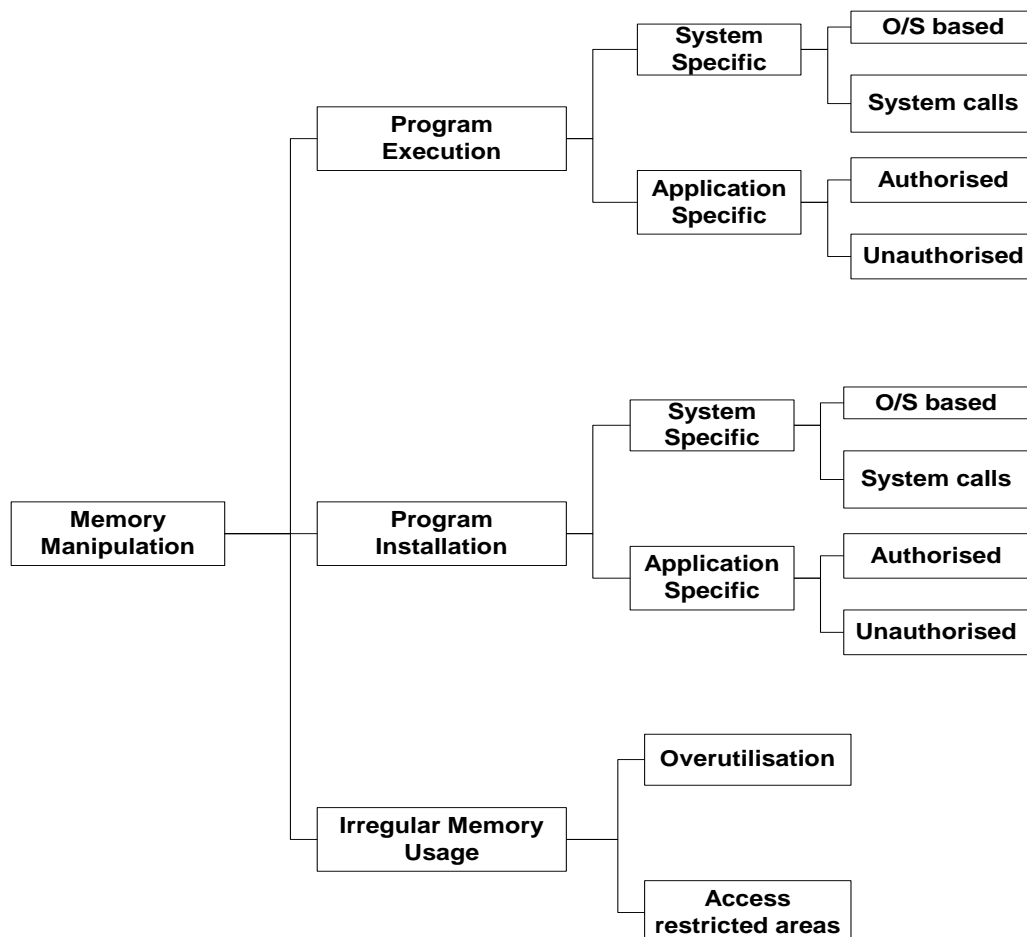 System
Specific
O/S based
System calls
Program
Execution
Application
Specific
Authorised
Unauthorised
System
Specific
O/S based
System calls
Memory
Manipulation
Program
Installation
Application
Specific
Authorised
Unauthorised
Overutilisation
Irregular Memory
Usage
Access
restricted areas